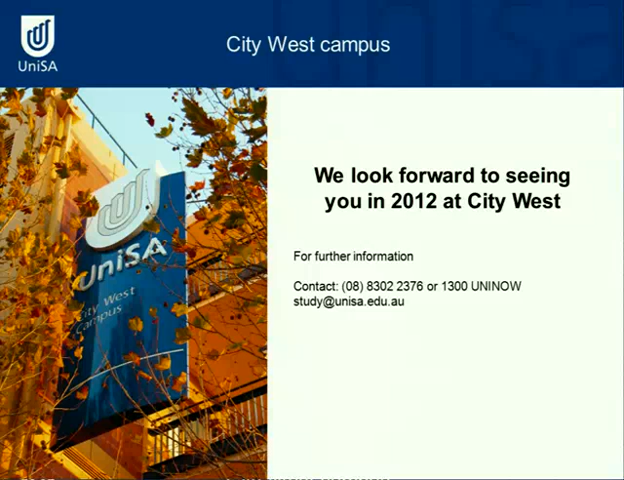 UniSA
City West campus
UniSA
City West
Campus
We look forward to seeing
you in 2012 at City West
For further information
Contact: (08) 8302 2376 or 1300 UNINOW
study@unisa.edu.au